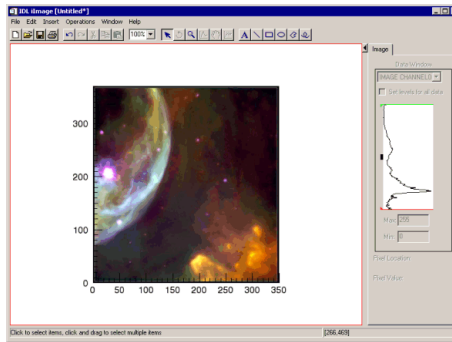 IDL iImage [Untitled*]
File Edit Insert Operations Window Help
100%
A
Image
Data Window
IMAGE CHANNELS
Set levels for all data
Max: 255
Min: 0
Pixel Location:
Pixel Value:
300
200
100
0
0 50 100 150 200 250 300 350
Click to select items, click and drag to select multiple items
[266,469]